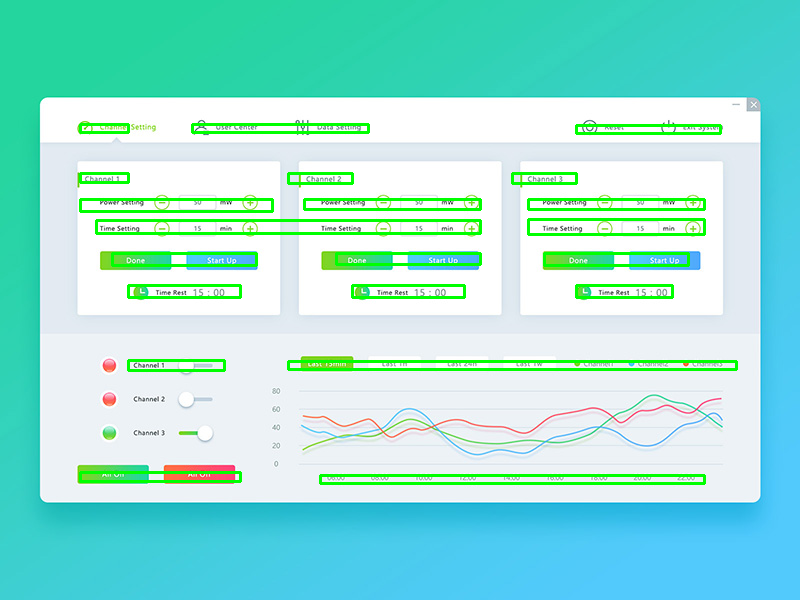 Channel Setting User Center Data Setting Reset Exit System
Channel 1 Channel 2 Channel 3
Power Setting 50 mW Power Setting 50 mW Power Setting 50 mW
Time Setting 15 min Time Setting 15 min Time Setting 15 min
Done Start Up Done Start Up Done Start Up
Time Rest 15 : 00 Time Rest 15 : 00 Time Rest 15 : 00
Channel 1 Last 15min Last 1H Last 24H Last 1W Channel1 Channel2 Channel3
80
Channel 2 60
40
Channel 3 20
0
All On All Off 06:00 08:00 10:00 12:00 14:00 16:00 18:00 20:00 22:00